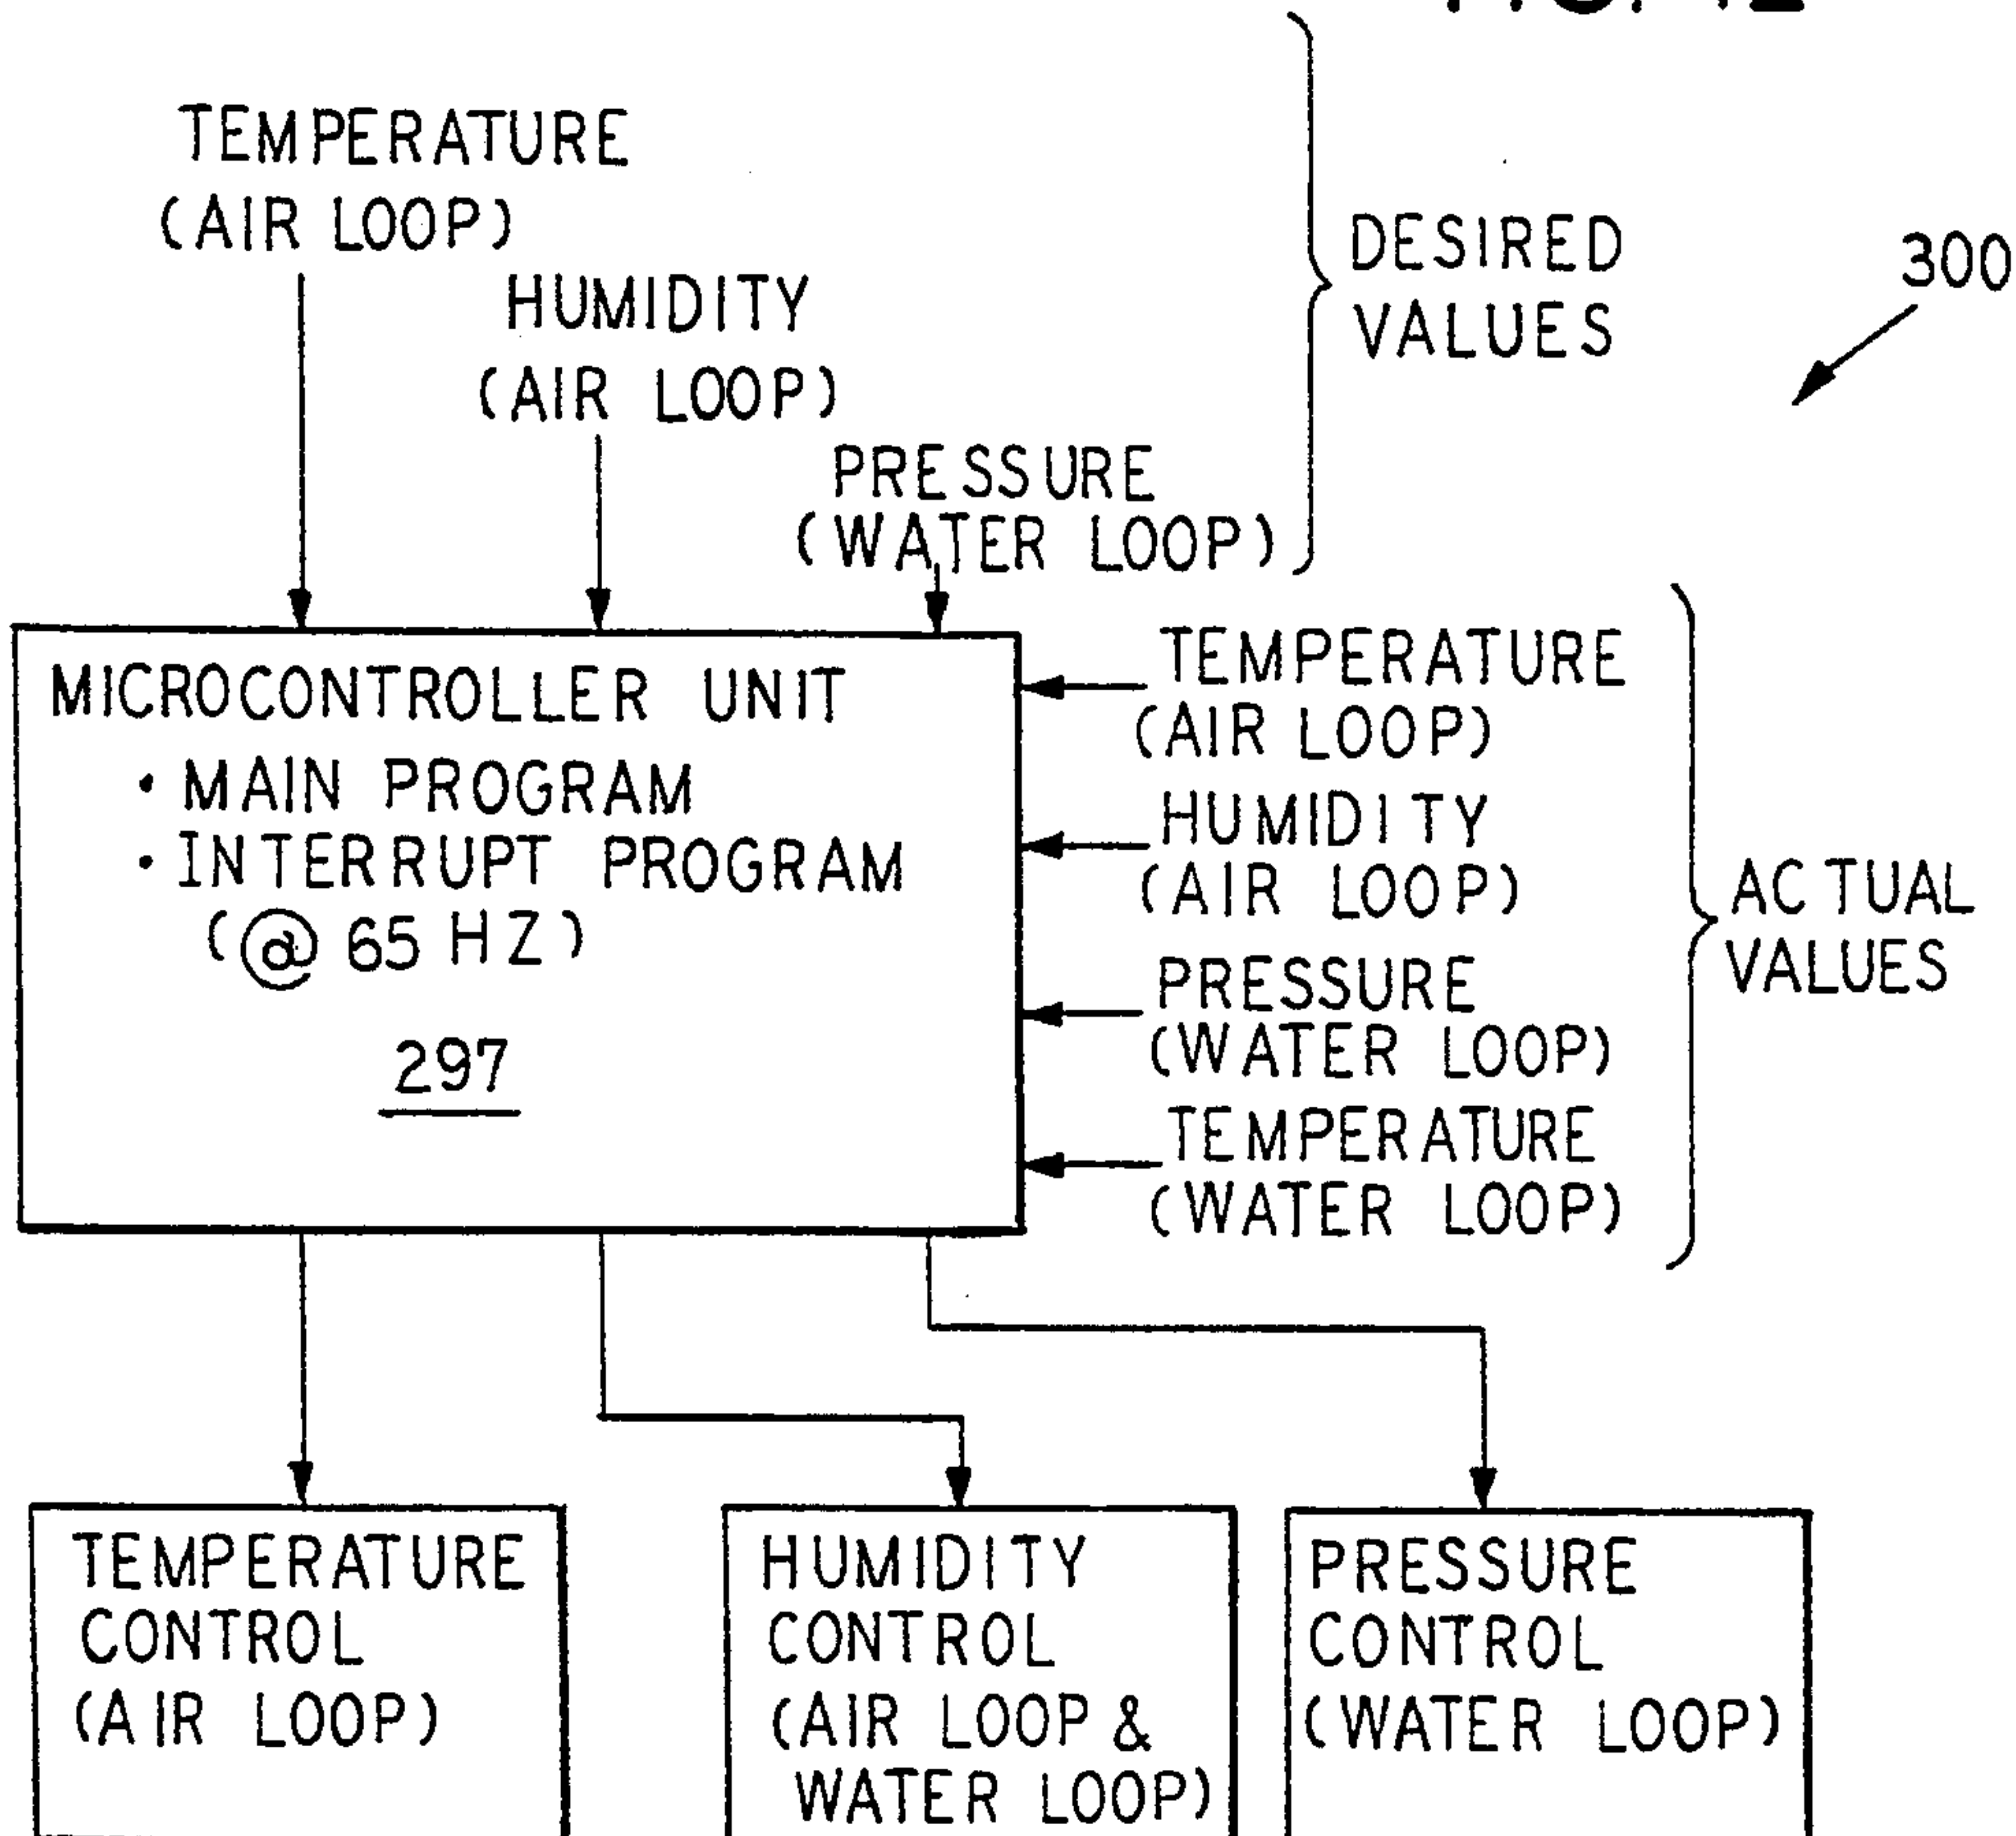 TEMPERATURE
(AIR LOOP)
HUMIDITY
(AIR LOOP)
PRESSURE
(WATER LOOP)
DESIRED
VALUES
300
MICROCONTROLLER UNIT
• MAIN PROGRAM
• INTERRUPT PROGRAM
(@ 65 HZ)
297
TEMPERATURE
(AIR LOOP)
HUMIDITY
(AIR LOOP)
PRESSURE
(WATER LOOP)
TEMPERATURE
(WATER LOOP)
ACTUAL
VALUES
TEMPERATURE
CONTROL
(AIR LOOP)
HUMIDITY
CONTROL
(AIR LOOP &
WATER LOOP)
PRESSURE
CONTROL
(WATER LOOP)